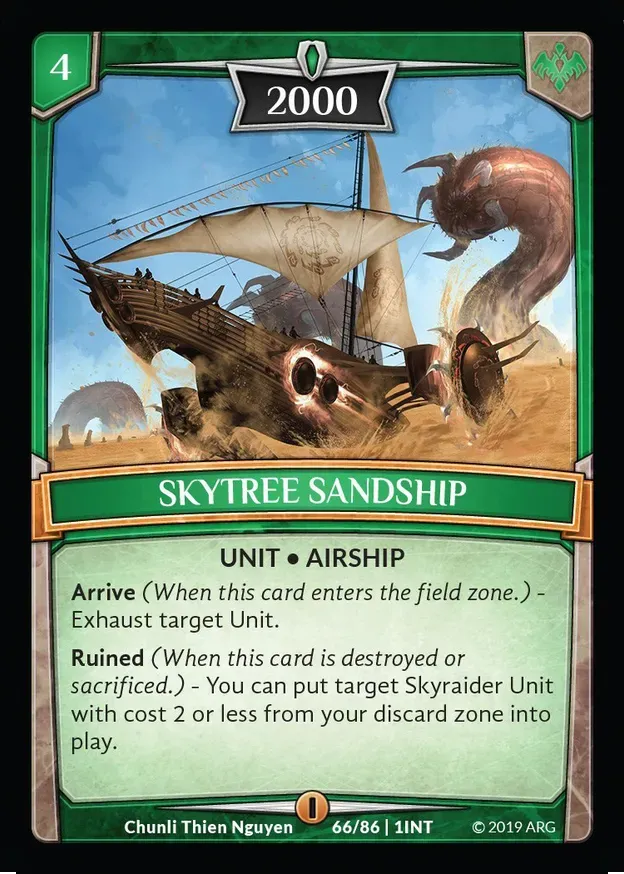 4
2000
SKYTREE SANDSHIP
UNIT • AIRSHIP
Arrive (When this card enters the field zone.) -
Exhaust target Unit.
Ruined (When this card is destroyed or
sacrificed.) - You can put target Skyraider Unit
with cost 2 or less from your discard zone into
play.
I
Chunli Thien Nguyen 66/86 | 1INT © 2019 ARG